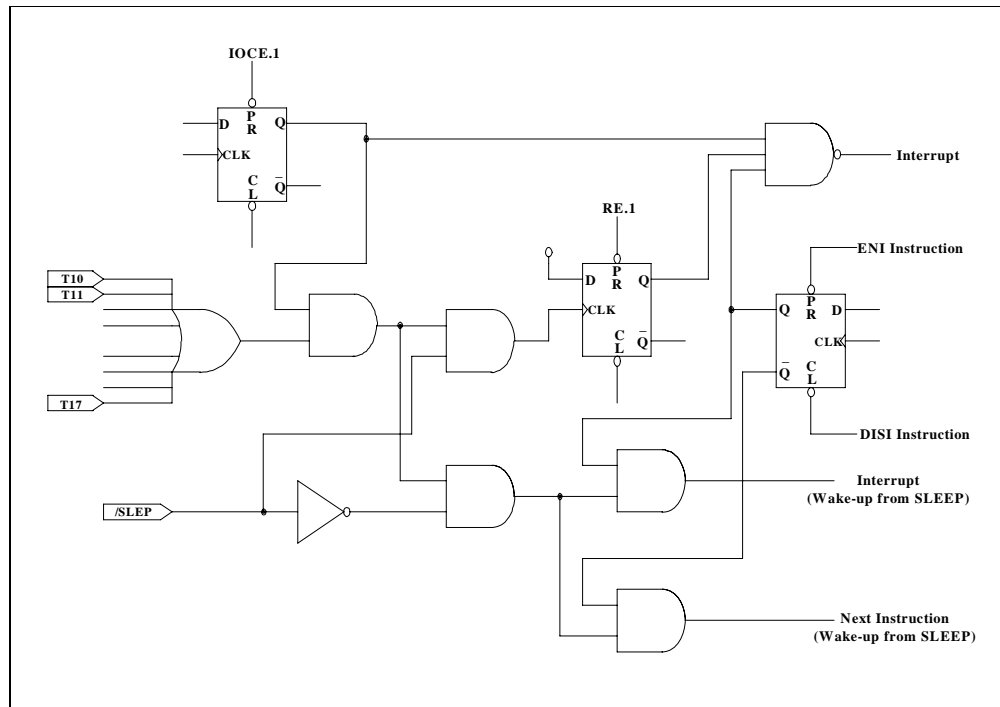 IOCE.1
D
P
R
Q
CLK
C
L
Q̅
Interrupt
RE.1
ENI Instruction
T10
T11
D
P
R
Q
CLK
C
L
Q̅
Q
P
R
D
CLK
Q̅
C
L
T17
DISI Instruction
/SLEP
Interrupt
(Wake-up from SLEEP)
Next Instruction
(Wake-up from SLEEP)